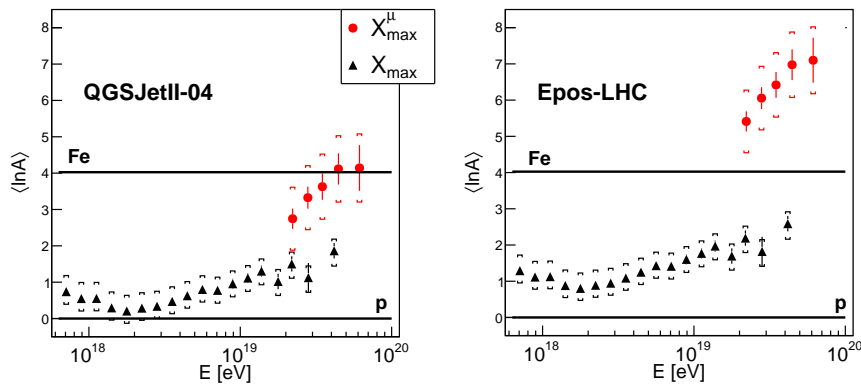 8
7
6
5
4
3
2
1
0
⟨lnA⟩
QGSJetII-04
Fe
p
10^18
10^19
10^20
E [eV]
X^μ_max
X_max
8
7
6
5
4
3
2
1
0
⟨lnA⟩
Epos-LHC
Fe
p
10^18
10^19
10^20
E [eV]